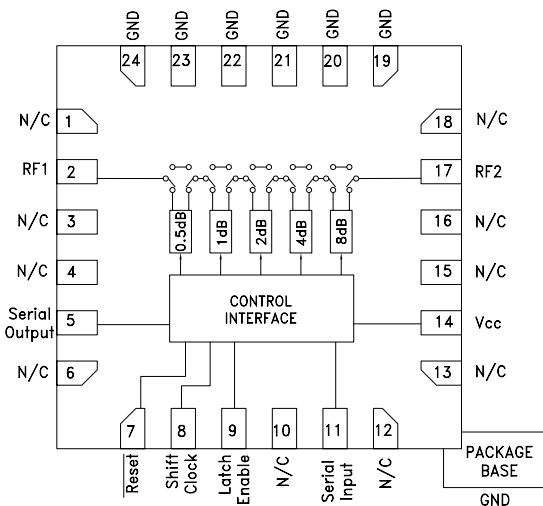 GND GND GND GND GND GND
24 23 22 21 20 19
N/C 1 18 N/C
RF1 2 17 RF2
N/C 3 16 N/C
0.5dB 1dB 2dB 4dB 8dB
N/C 4 15 N/C
CONTROL
INTERFACE
Serial
Output 5 14 Vcc
N/C 6 13 N/C
7 8 9 10 11 12
Reset
Shift
Clock
Latch
Enable
N/C
Serial
Input
N/C
PACKAGE
BASE
GND